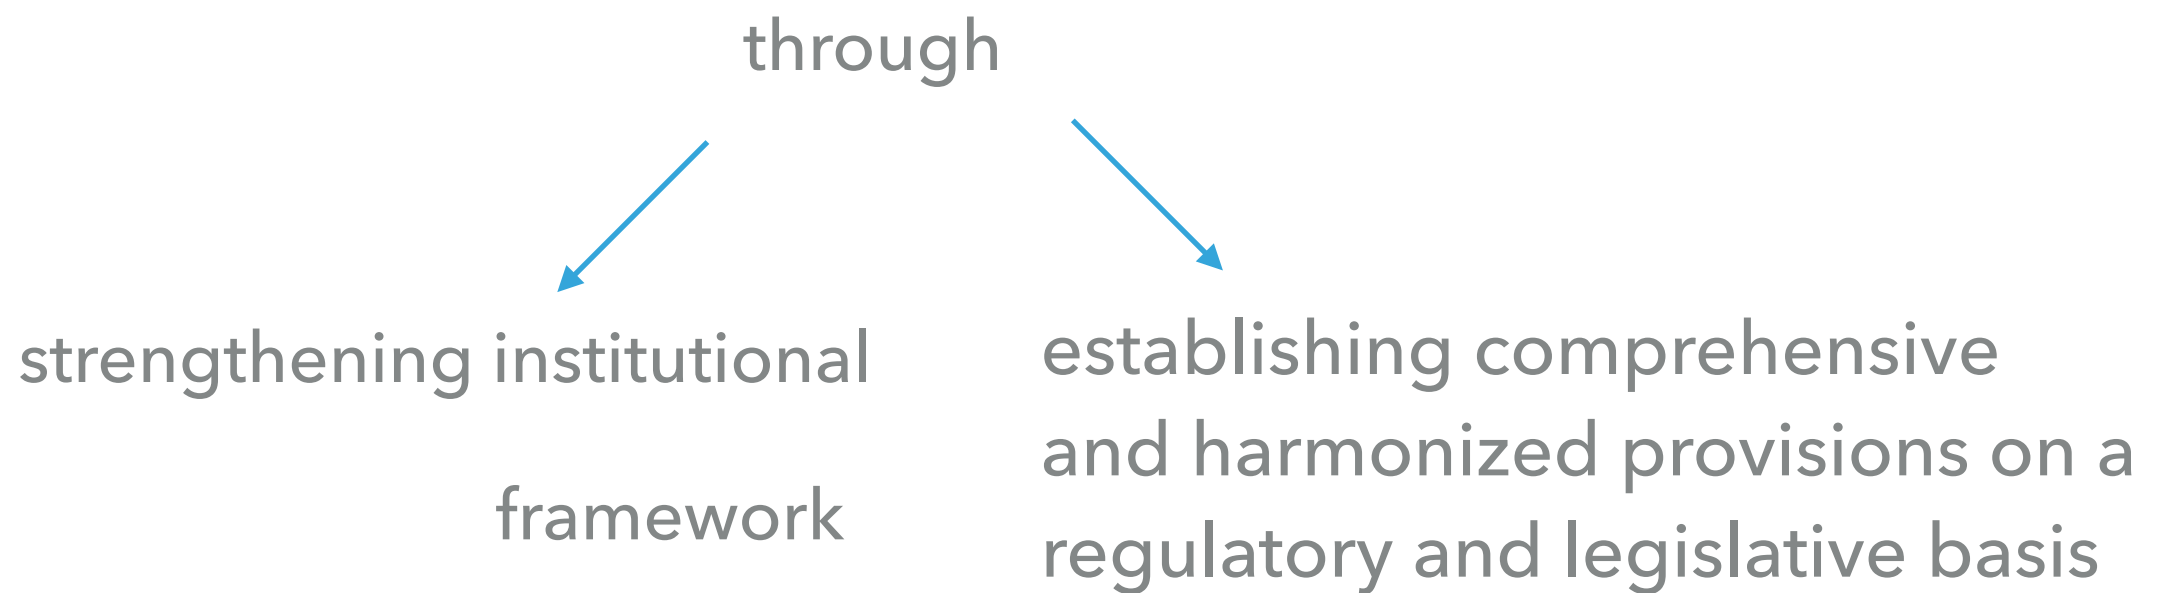 through
strengthening institutional
framework
establishing comprehensive
and harmonized provisions on a
regulatory and legislative basis